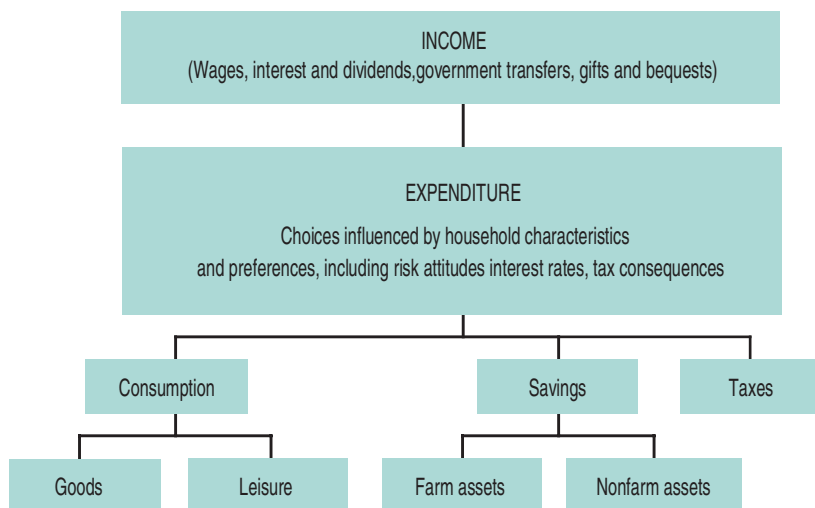 INCOME
(Wages, interest and dividends,government transfers, gifts and bequests)
EXPENDITURE
Choices influenced by household characteristics
and preferences, including risk attitudes interest rates, tax consequences
Consumption
Savings
Taxes
Goods
Leisure
Farm assets
Nonfarm assets